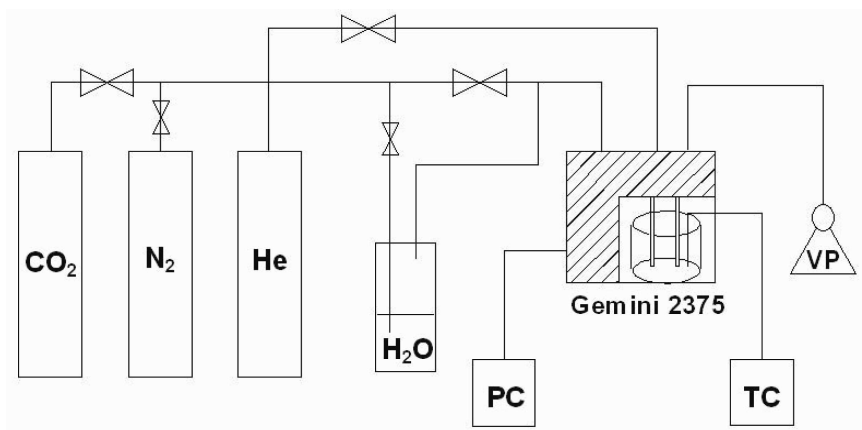 CO₂
N₂
He
H₂O
Gemini 2375
VP
PC
TC